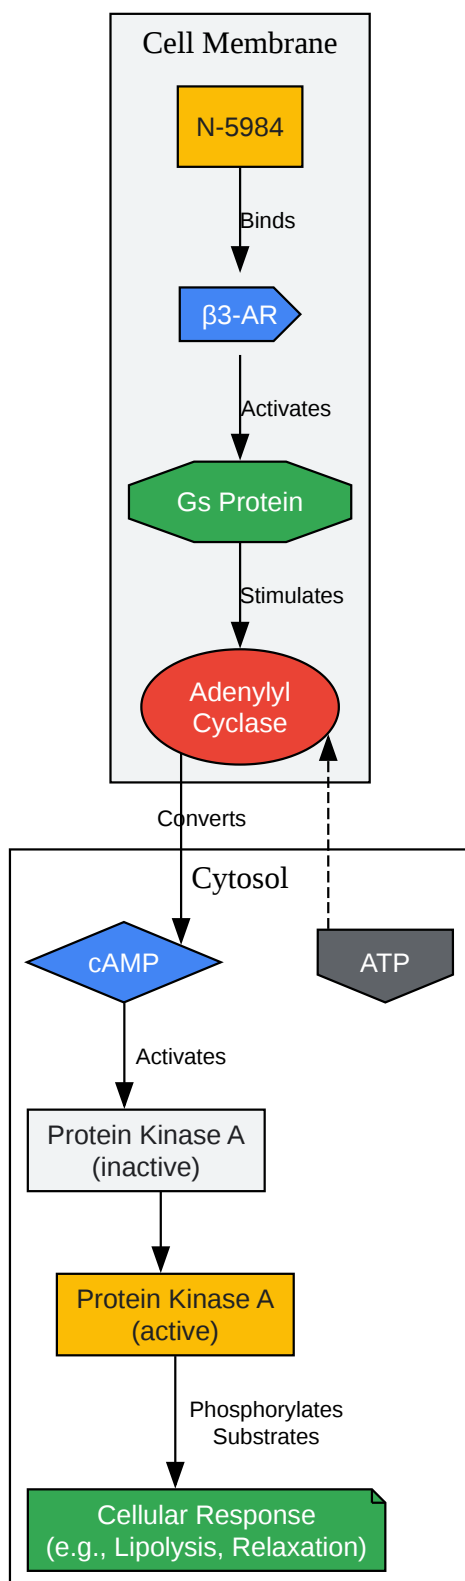 Cell Membrane
N-5984
Binds
β3-AR
Activates
Gs Protein
Stimulates
Adenylyl
Cyclase
Converts
Cytosol
cAMP
ATP
Activates
Protein Kinase A
(inactive)
Protein Kinase A
(active)
Phosphorylates
Substrates
Cellular Response
(e.g., Lipolysis, Relaxation)